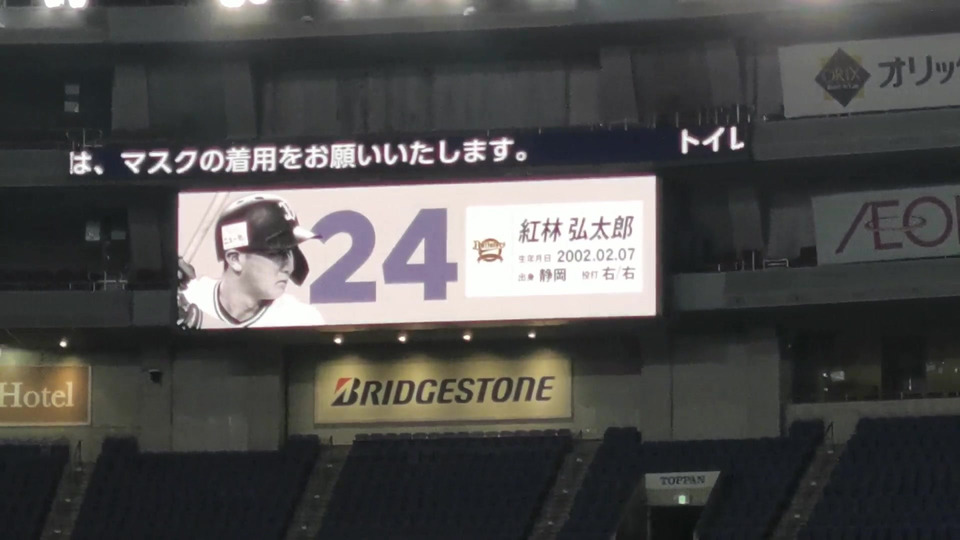 ORIX
オリッ
は、マスクの着用をお願いいたします。
トイレ
24
紅林 弘太郎
生年月日 2002.02.07
出身 静岡 投打 右/右
AEO
Hotel
BRIDGESTONE
TOPPAN